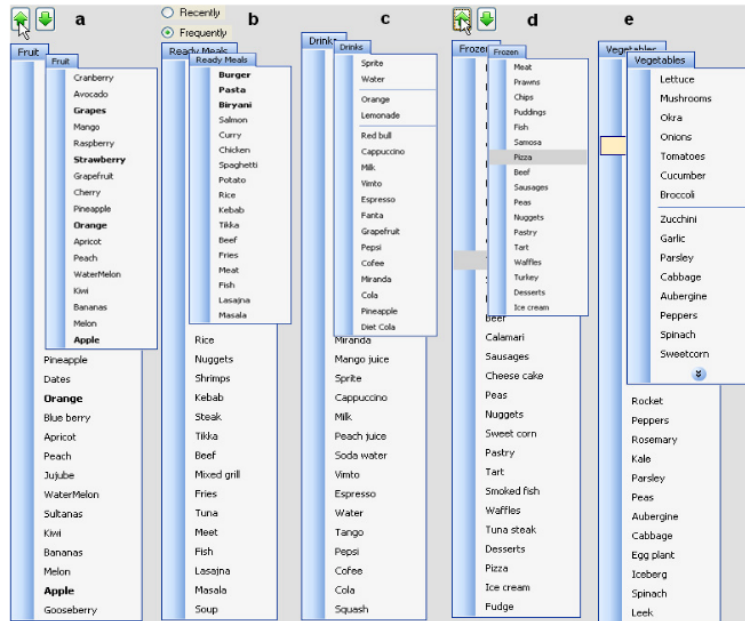 a
Recently
Frequently
b
c
d
e
Fruit
Fruit
Cranberry
Avocado
Grapes
Mango
Raspberry
Strawberry
Grapefruit
Cherry
Pineapple
Orange
Apricot
Peach
WaterMelon
Kiwi
Bananas
Melon
Apple
Pineapple
Dates
Orange
Blue berry
Apricot
Peach
Jujube
WaterMelon
Sultanas
Kiwi
Bananas
Melon
Apple
Gooseberry
Ready Meals
Ready Meals
Burger
Pasta
Biryani
Salmon
Curry
Chicken
Spaghetti
Potato
Rice
Kebab
Tikka
Beef
Fries
Meat
Fish
Lasajna
Masala
Rice
Nuggets
Shrimps
Kebab
Steak
Tikka
Beef
Mixed grill
Fries
Tuna
Meet
Fish
Lasajna
Masala
Soup
Drinks
Drinks
Sprite
Water
Orange
Lemonade
Red bull
Cappuccino
Milk
Vimto
Espresso
Fanta
Grapefruit
Pepsi
Cofee
Miranda
Cola
Pineapple
Diet Cola
Miranda
Mango juice
Sprite
Cappuccino
Milk
Peach juice
Soda water
Vimto
Espresso
Water
Tango
Pepsi
Cofee
Cola
Squash
Frozen
Frozen
Meat
Prawns
Chips
Puddings
Fish
Samosa
Pizza
Beef
Sausages
Peas
Nuggets
Pastry
Tart
Waffles
Turkey
Desserts
Ice cream
Beer
Calamari
Sausages
Cheese cake
Peas
Nuggets
Sweet corn
Pastry
Tart
Smoked fish
Waffles
Tuna steak
Desserts
Pizza
Ice cream
Fudge
Vegetables
Vegetables
Lettuce
Mushrooms
Okra
Onions
Tomatoes
Cucumber
Broccoli
Zucchini
Garlic
Parsley
Cabbage
Aubergine
Peppers
Spinach
Sweetcorn
Rocket
Peppers
Rosemary
Kale
Parsley
Peas
Aubergine
Cabbage
Egg plant
Iceberg
Spinach
Leek